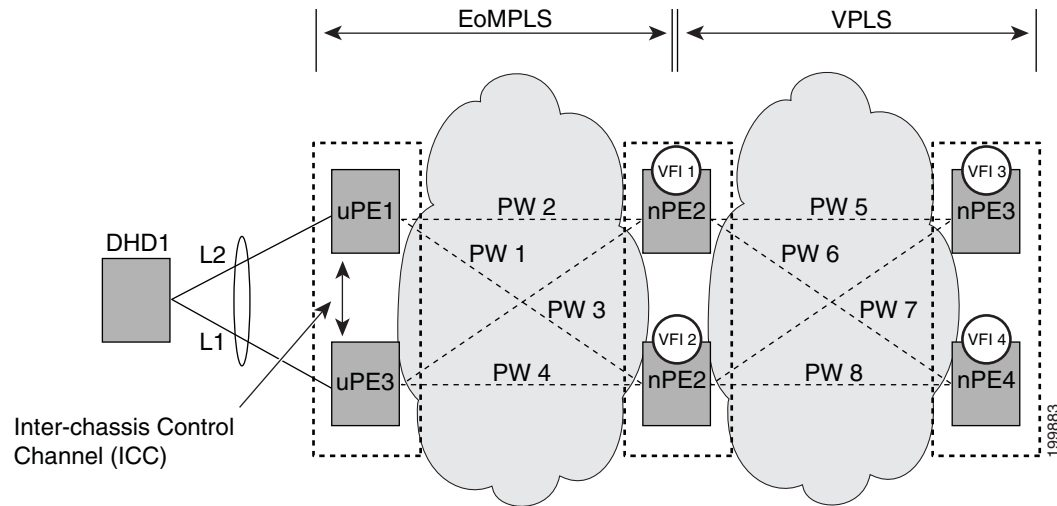 EoMPLS
VPLS
VFI 1
VFI 3
uPE1
PW 2
nPE2
PW 5
nPE3
DHD1
L2
PW 1
PW 6
PW 3
PW 7
L1
VFI 2
VFI 4
uPE3
PW 4
nPE2
PW 8
nPE4
Inter-chassis Control
Channel (ICC)
199883